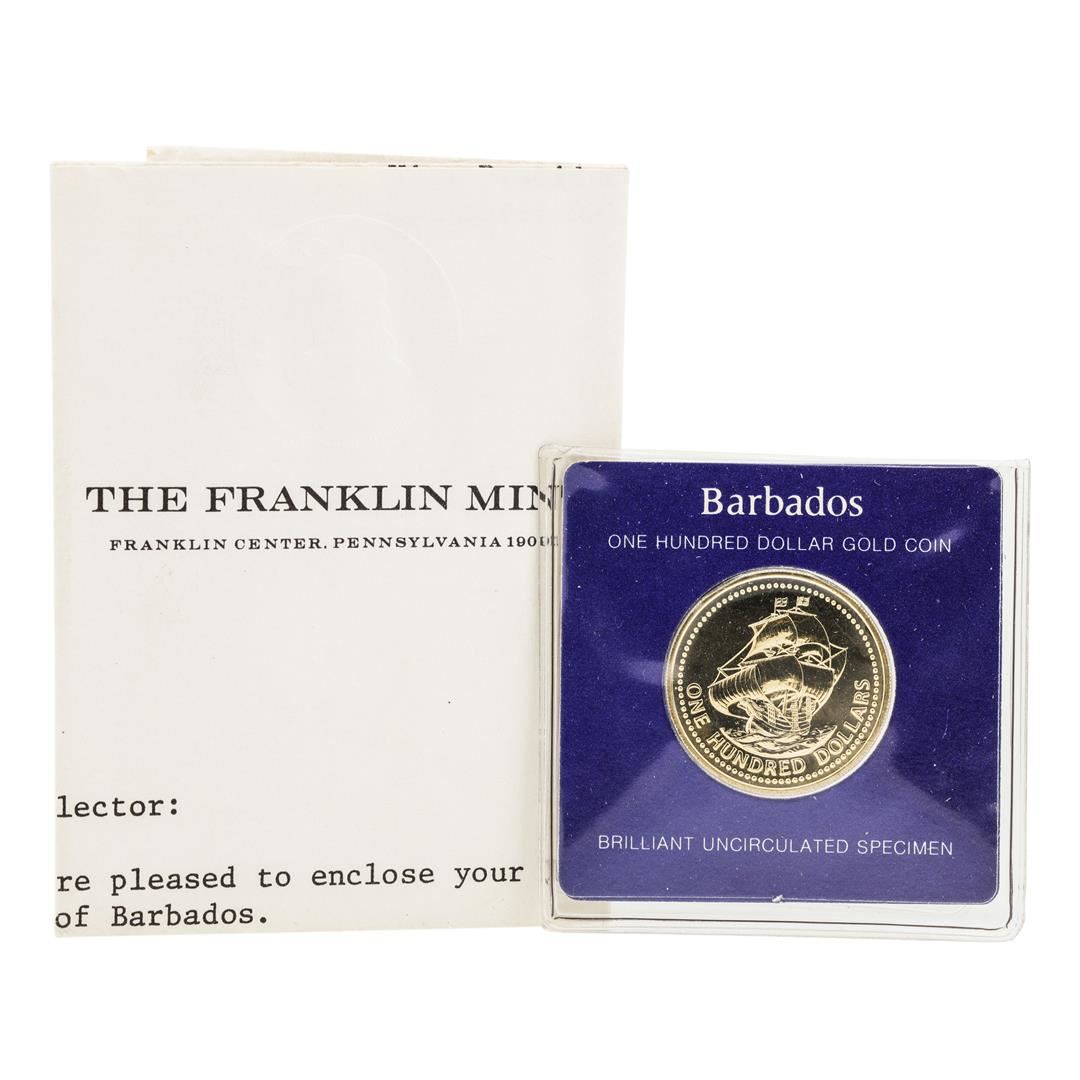 THE FRANKLIN MIN
FRANKLIN CENTER, PENNSYLVANIA 19091
lector:
re pleased to enclose your
of Barbados.
Barbados
ONE HUNDRED DOLLAR GOLD COIN
ONE HUNDRED DOLLARS
BRILLIANT UNCIRCULATED SPECIMEN